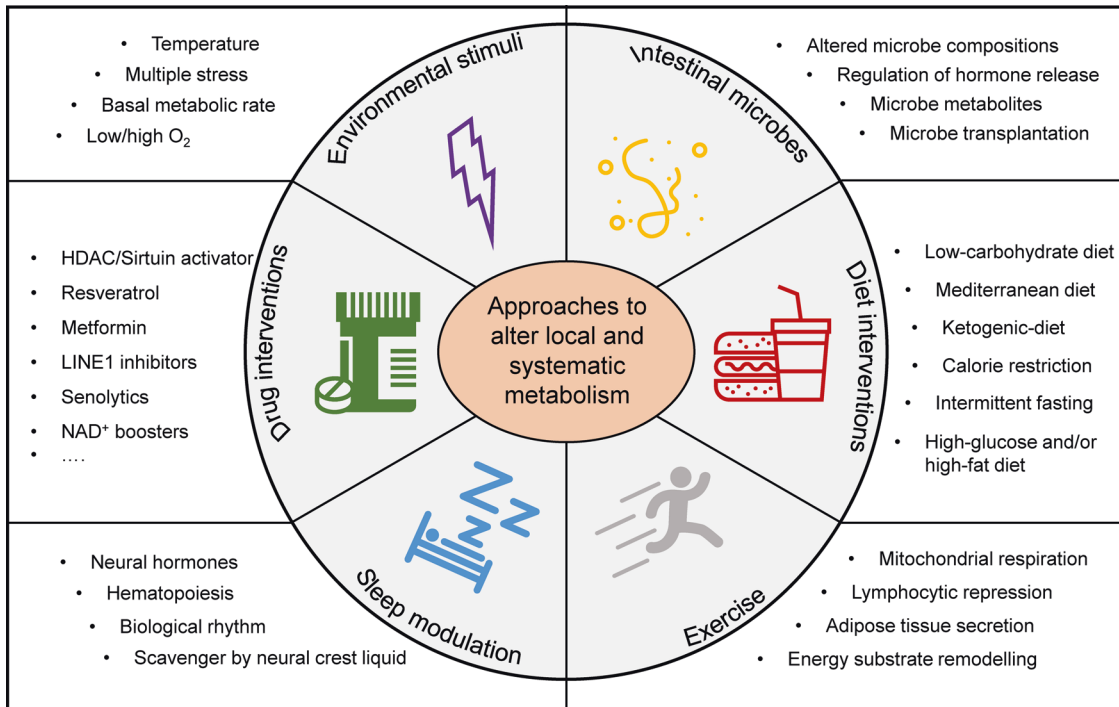 Environmental stimuli
• Temperature
• Multiple stress
• Basal metabolic rate
• Low/high O₂
Intestinal microbes
• Altered microbe compositions
• Regulation of hormone release
• Microbe metabolites
• Microbe transplantation
Drug interventions
• HDAC/Sirtuin activator
• Resveratrol
• Metformin
• LINE1 inhibitors
• Senolytics
• NAD⁺ boosters
• ....
Approaches to
alter local and
systematic
metabolism
Diet interventions
• Low-carbohydrate diet
• Mediterranean diet
• Ketogenic-diet
• Calorie restriction
• Intermittent fasting
• High-glucose and/or
high-fat diet
Sleep modulation
• Neural hormones
• Hematopoiesis
• Biological rhythm
• Scavenger by neural crest liquid
Exercise
• Mitochondrial respiration
• Lymphocytic repression
• Adipose tissue secretion
• Energy substrate remodelling